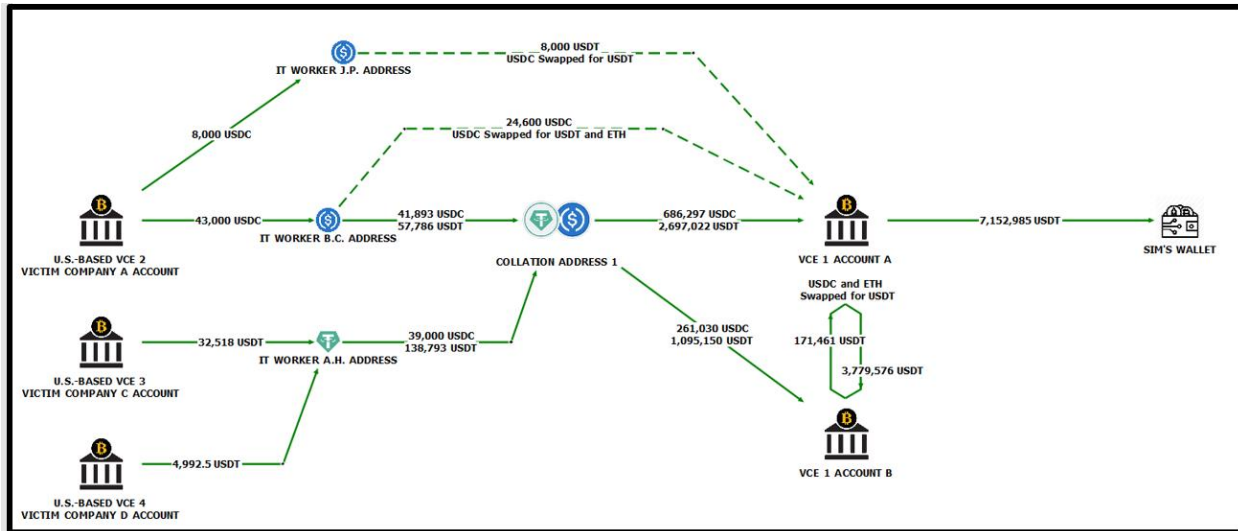 8,000 USDT
USDC Swapped for USDT
IT WORKER J.P. ADDRESS
24,600 USDC
USDC Swapped for USDT and ETH
8,000 USDC
43,000 USDC
41,893 USDC
57,786 USDT
686,297 USDC
2,697,022 USDT
7,152,985 USDT
IT WORKER B.C. ADDRESS
SIM'S WALLET
U.S.-BASED VCE 2
VICTIM COMPANY A ACCOUNT
COLLATION ADDRESS 1
VCE 1 ACCOUNT A
USDC and ETH
Swapped for USDT
261,030 USDC
1,095,150 USDT
171,461 USDT
3,779,576 USDT
32,518 USDT
39,000 USDC
138,793 USDT
IT WORKER A.H. ADDRESS
U.S.-BASED VCE 3
VICTIM COMPANY C ACCOUNT
4,992.5 USDT
VCE 1 ACCOUNT B
U.S.-BASED VCE 4
VICTIM COMPANY D ACCOUNT